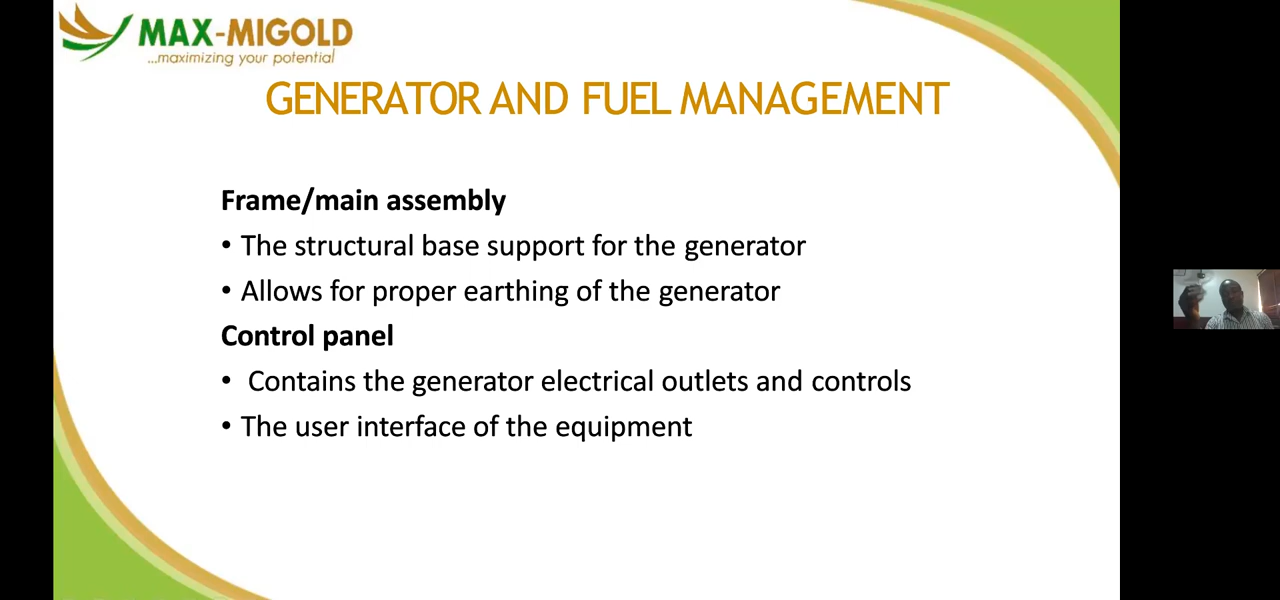 MAX-MIGOLD
...maximizing your potential
GENERATOR AND FUEL MANAGEMENT
Frame/main assembly
• The structural base support for the generator
• Allows for proper earthing of the generator
Control panel
• Contains the generator electrical outlets and controls
• The user interface of the equipment